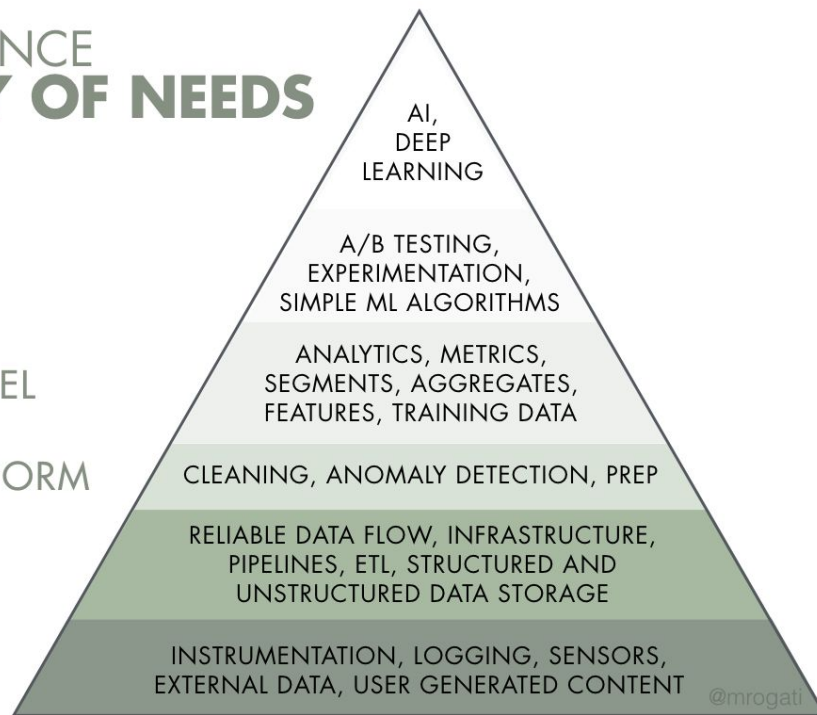 NCE
Y OF NEEDS
AI,
DEEP
LEARNING
A/B TESTING,
EXPERIMENTATION,
SIMPLE ML ALGORITHMS
ANALYTICS, METRICS,
SEGMENTS, AGGREGATES,
FEATURES, TRAINING DATA
EL
CLEANING, ANOMALY DETECTION, PREP
ORM
RELIABLE DATA FLOW, INFRASTRUCTURE,
PIPELINES, ETL, STRUCTURED AND
UNSTRUCTURED DATA STORAGE
INSTRUMENTATION, LOGGING, SENSORS,
EXTERNAL DATA, USER GENERATED CONTENT
@mrogati